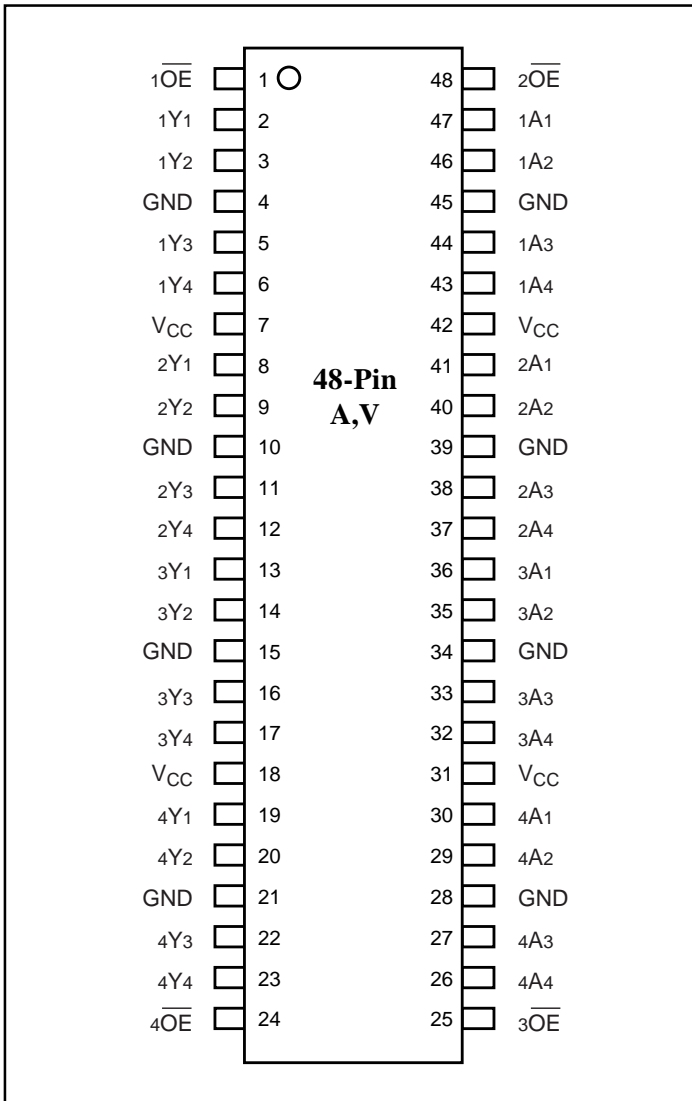 1O̅E̅ 1 48 2O̅E̅
1Y1 2 47 1A1
1Y2 3 46 1A2
GND 4 45 GND
1Y3 5 44 1A3
1Y4 6 43 1A4
VCC 7 42 VCC
2Y1 8 41 2A1
48-Pin
2Y2 9 40 2A2
A,V
GND 10 39 GND
2Y3 11 38 2A3
2Y4 12 37 2A4
3Y1 13 36 3A1
3Y2 14 35 3A2
GND 15 34 GND
3Y3 16 33 3A3
3Y4 17 32 3A4
VCC 18 31 VCC
4Y1 19 30 4A1
4Y2 20 29 4A2
GND 21 28 GND
4Y3 22 27 4A3
4Y4 23 26 4A4
4O̅E̅ 24 25 3O̅E̅